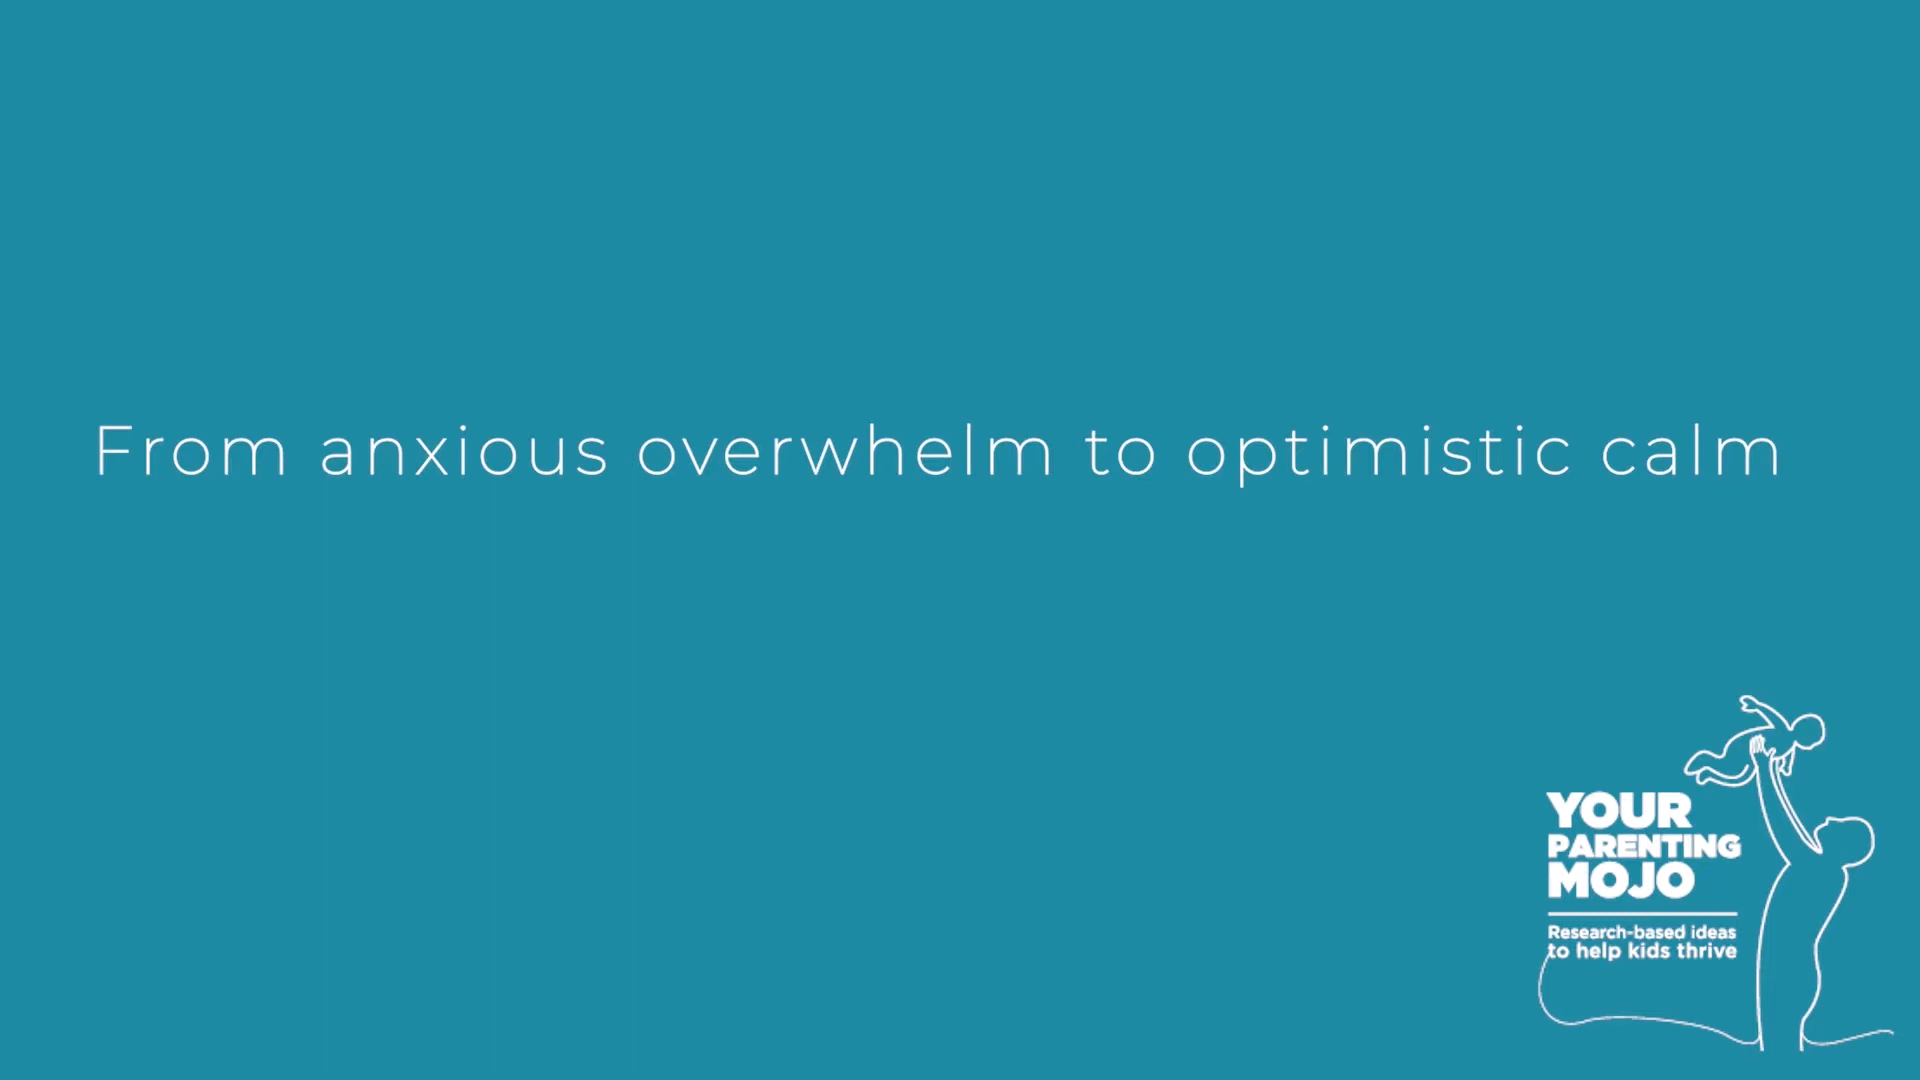 From anxious overwhelm to optimistic calm
YOUR
PARENTING
MOJO
Research-based ideas
to help kids thrive